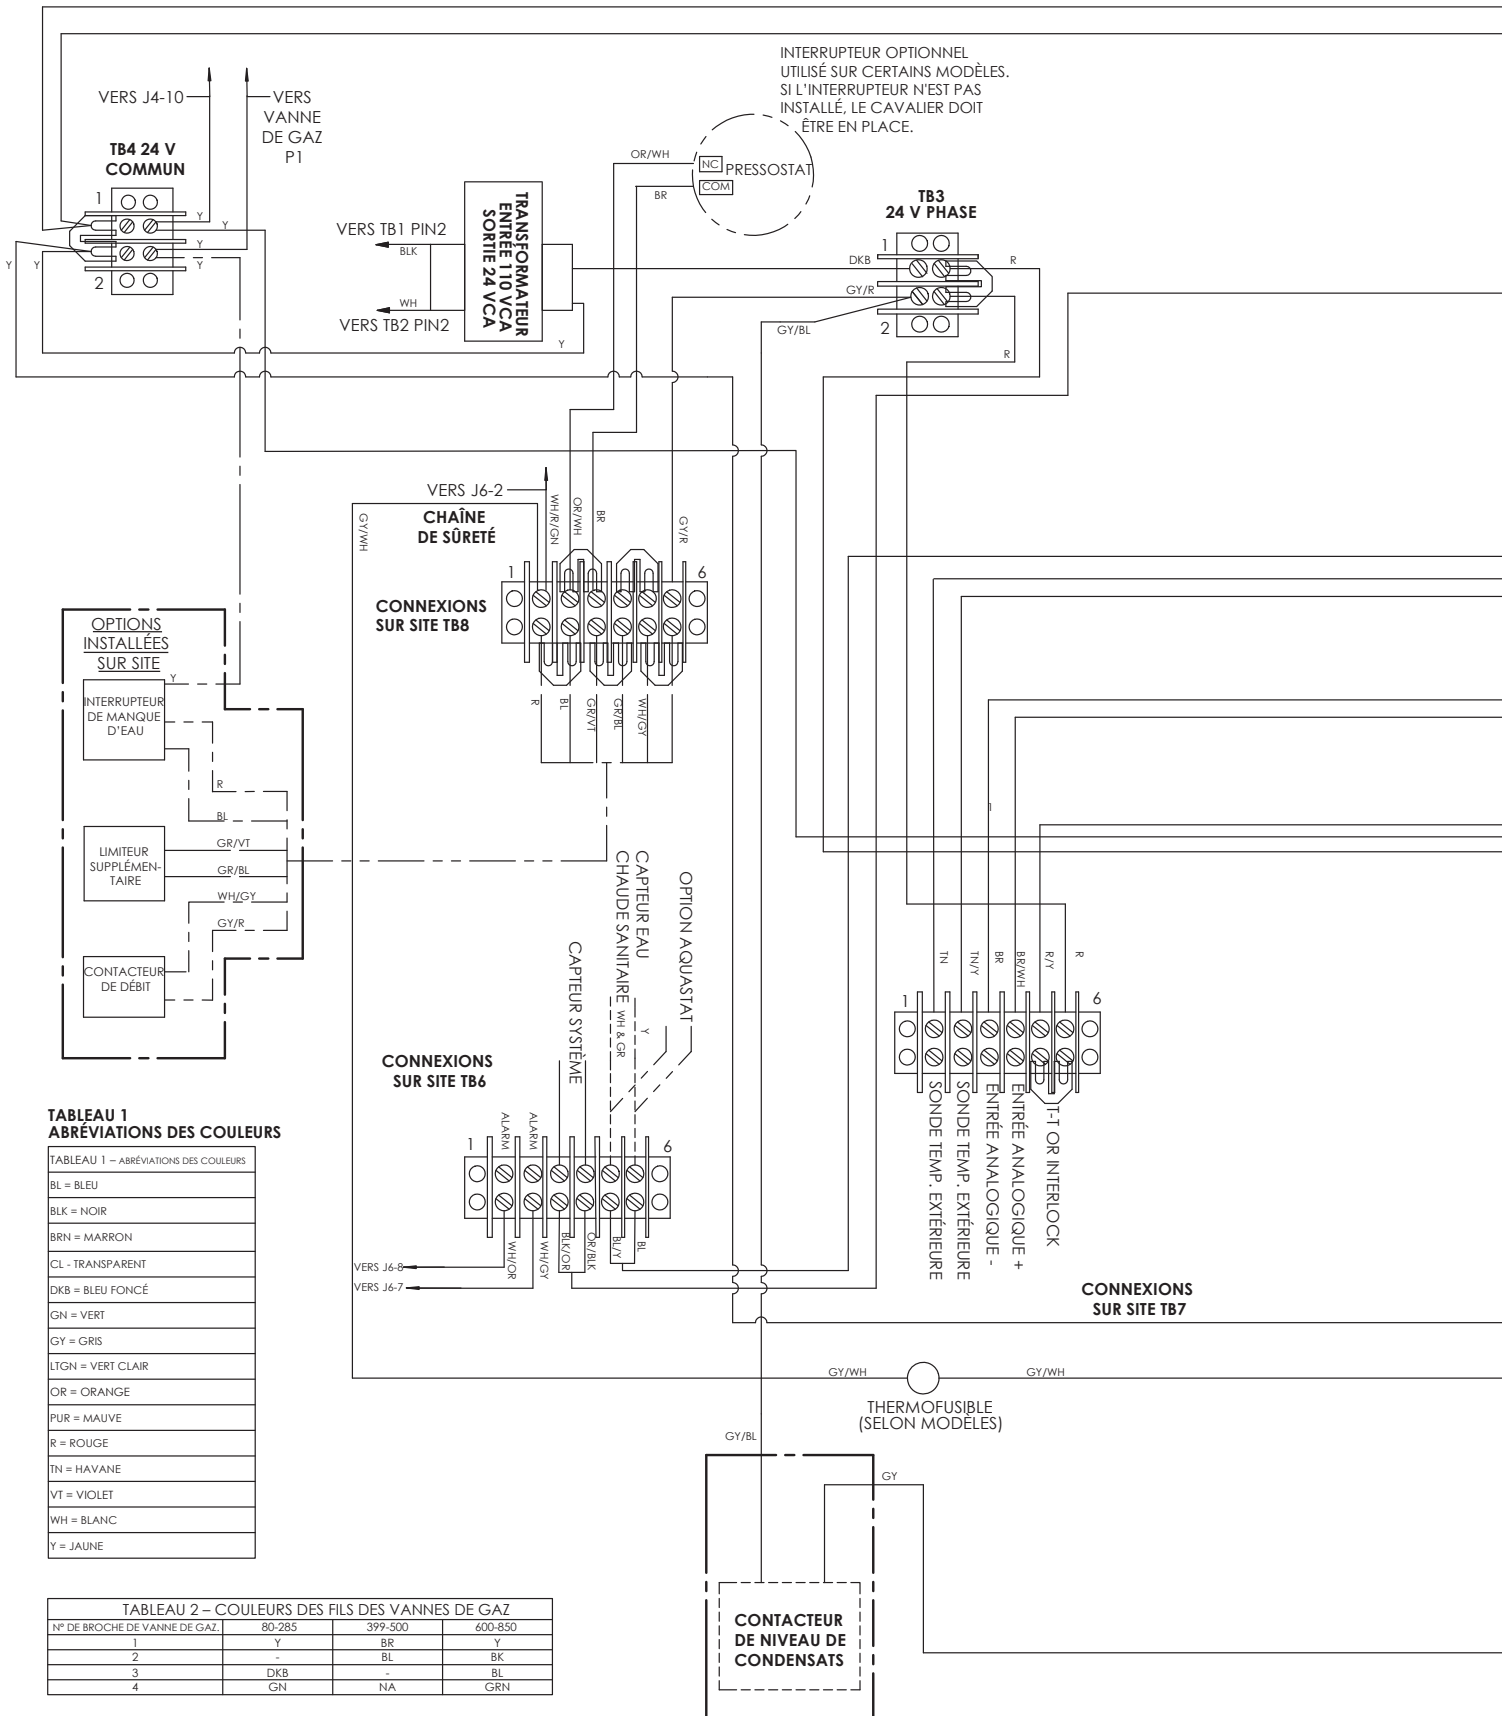 INTERRUPTEUR OPTIONNEL
UTILISÉ SUR CERTAINS MODÈLES.
SI L'INTERRUPTEUR N'EST PAS
INSTALLÉ, LE CAVALIER DOIT
ÊTRE EN PLACE.
VERS J4-10
VERS
VANNE
DE GAZ
P1
TB4 24 V
COMMUN
1
2
Y
Y
Y
Y
Y
Y
VERS TB1 PIN2
BLK
WH
VERS TB2 PIN2
TRANSFORMATEUR
ENTRÉE 110 VCA
SORTIE 24 VCA
Y
OR/WH
BR
NC
COM
PRESSOSTAT
TB3
24 V PHASE
1
2
DKB
GY/R
GY/BL
R
R
VERS J6-2
CHAÎNE
DE SÛRETÉ
GY/WH
WH/R/GN
OR/WH
BR
GY/R
1
6
CONNEXIONS
SUR SITE TB8
R
BL
GR/VT
GR/BL
WH/GY
OPTIONS
INSTALLÉES
SUR SITE
Y
INTERRUPTEUR
DE MANQUE
D'EAU
R
BL
LIMITEUR
SUPPLÉMEN-
TAIRE
GR/VT
GR/BL
WH/GY
GY/R
CONTACTEUR
DE DÉBIT
CAPTEUR SYSTÈME
CAPTEUR EAU
CHAUDE SANITAIRE
WH & GR
Y
OPTION AQUASTAT
CONNEXIONS
SUR SITE TB6
1
6
ALARM
ALARM
WH/OR
WH/GY
BLK/OR
OR/BLK
BL/Y
BL
VERS J6-8
VERS J6-7
1
TN
TN/Y
BR
BR/WH
R/Y
R
1
6
SONDE TEMP. EXTÉRIEURE
SONDE TEMP. EXTÉRIEURE
ENTRÉE ANALOGIQUE -
ENTRÉE ANALOGIQUE +
T-T OR INTERLOCK
CONNEXIONS
SUR SITE TB7
GY/WH
GY/WH
THERMOFUSIBLE
(SELON MODÈLES)
GY/BL
GY
CONTACTEUR
DE NIVEAU DE
CONDENSATS
TABLEAU 1
ABRÉVIATIONS DES COULEURS
TABLEAU 1 – ABRÉVIATIONS DES COULEURS
BL = BLEU
BLK = NOIR
BRN = MARRON
CL - TRANSPARENT
DKB = BLEU FONCÉ
GN = VERT
GY = GRIS
LTGN = VERT CLAIR
OR = ORANGE
PUR = MAUVE
R = ROUGE
TN = HAVANE
VT = VIOLET
WH = BLANC
Y = JAUNE
TABLEAU 2 – COULEURS DES FILS DES VANNES DE GAZ
N° DE BROCHE DE VANNE DE GAZ. 80-285 399-500 600-850
1 Y BR Y
2 - BL BK
3 DKB - BL
4 GN NA GRN